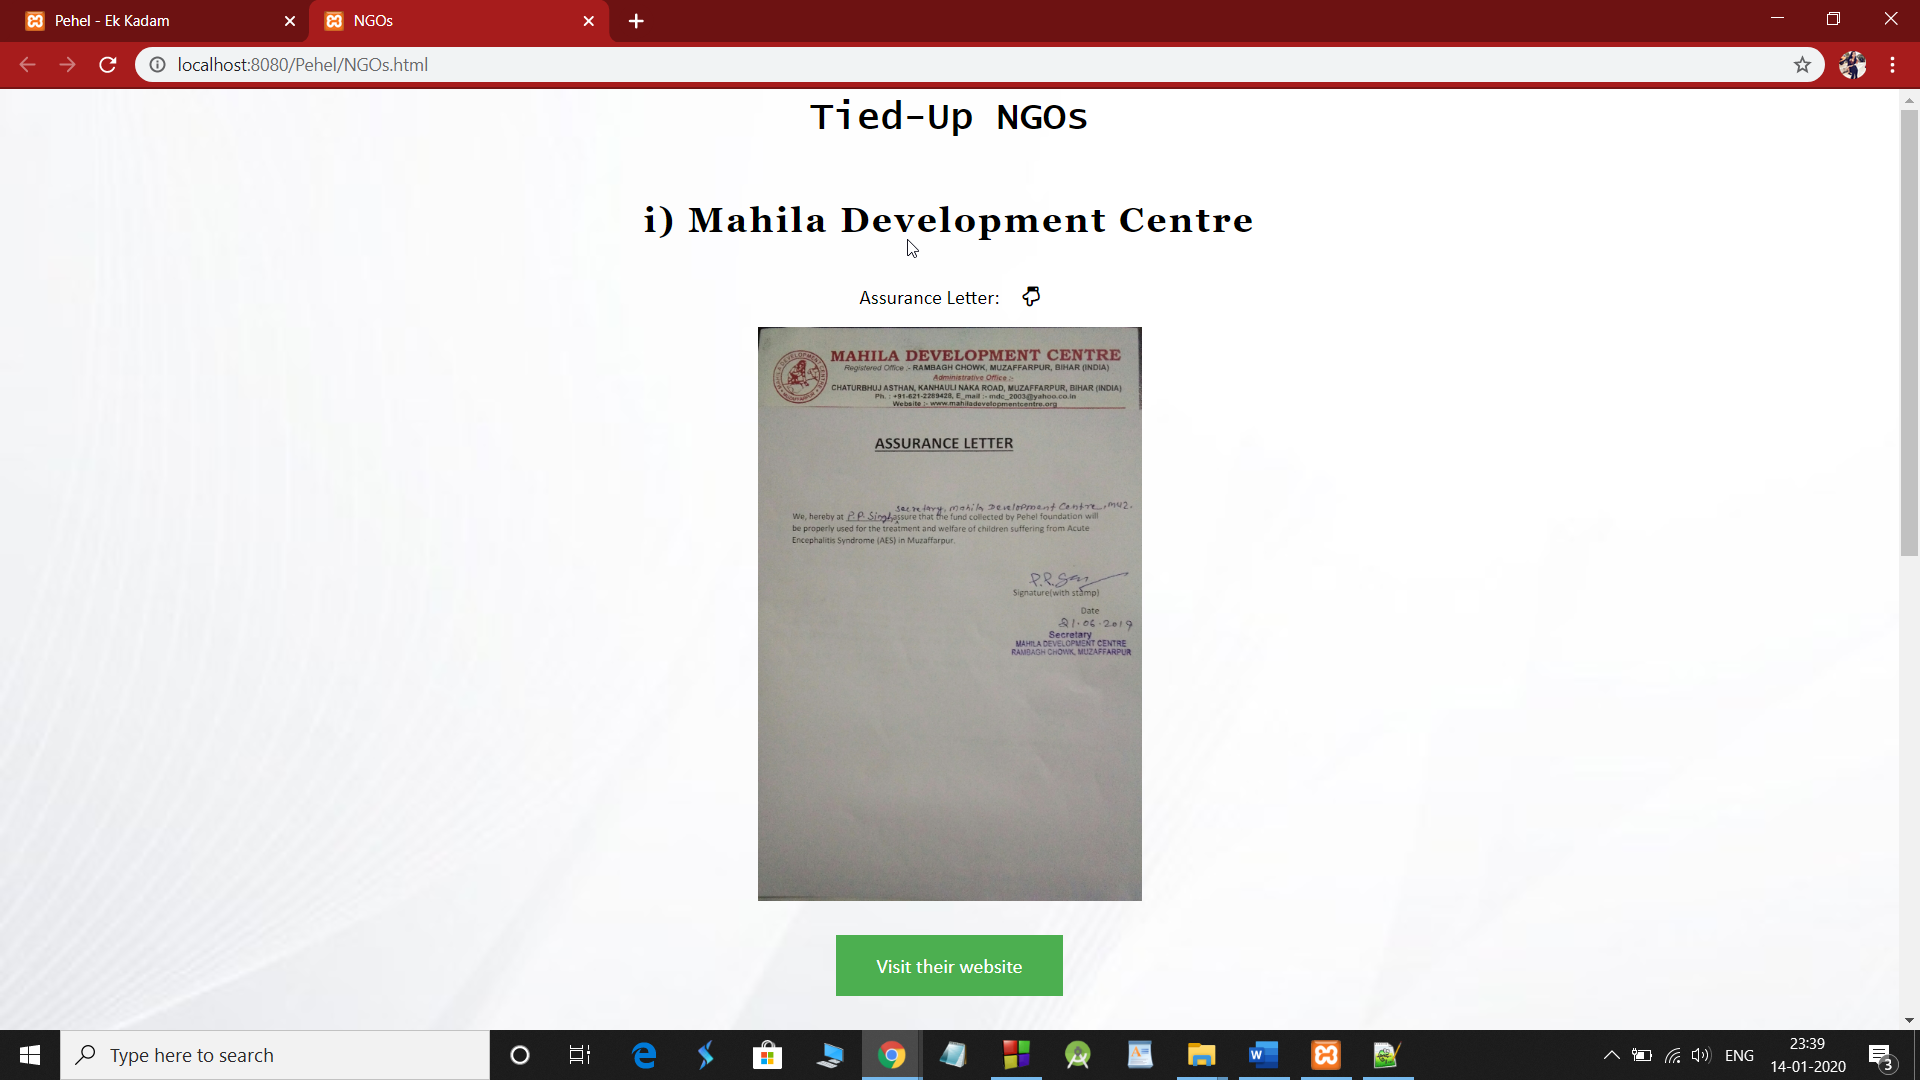 Pehel - Ek Kadam
NGOs
localhost:8080/Pehel/NGOs.html
Tied-Up NGOs
i) Mahila Development Centre
Assurance Letter:
MAHILA DEVELOPMENT CENTRE
Registered Office :- RAMBAGH CHOWK, MUZAFFARPUR, BIHAR (INDIA)
Administrative Office :-
CHATURBHUJ ASTHAN, KANHAULI NAKA ROAD, MUZAFFARPUR, BIHAR (INDIA)
Ph. : +91-621-2289428, E_mail :- mdc_2003@yahoo.co.in
Website :- www.mahiladevelopmentcentre.org
ASSURANCE LETTER
secretary, mahila Development Centre, muz.
We, hereby at P.P. Singh assure that the fund collected by Pehel foundation will
be properly used for the treatment and welfare of children suffering from Acute
Encephalitis Syndrome (AES) in Muzaffarpur.
Signature(with stamp)
Date
21.06.2019
Secretary
MAHILA DEVELOPMENT CENTRE
RAMBAGH CHOWK, MUZAFFARPUR
Visit their website
Type here to search
ENG
23:39
14-01-2020
3